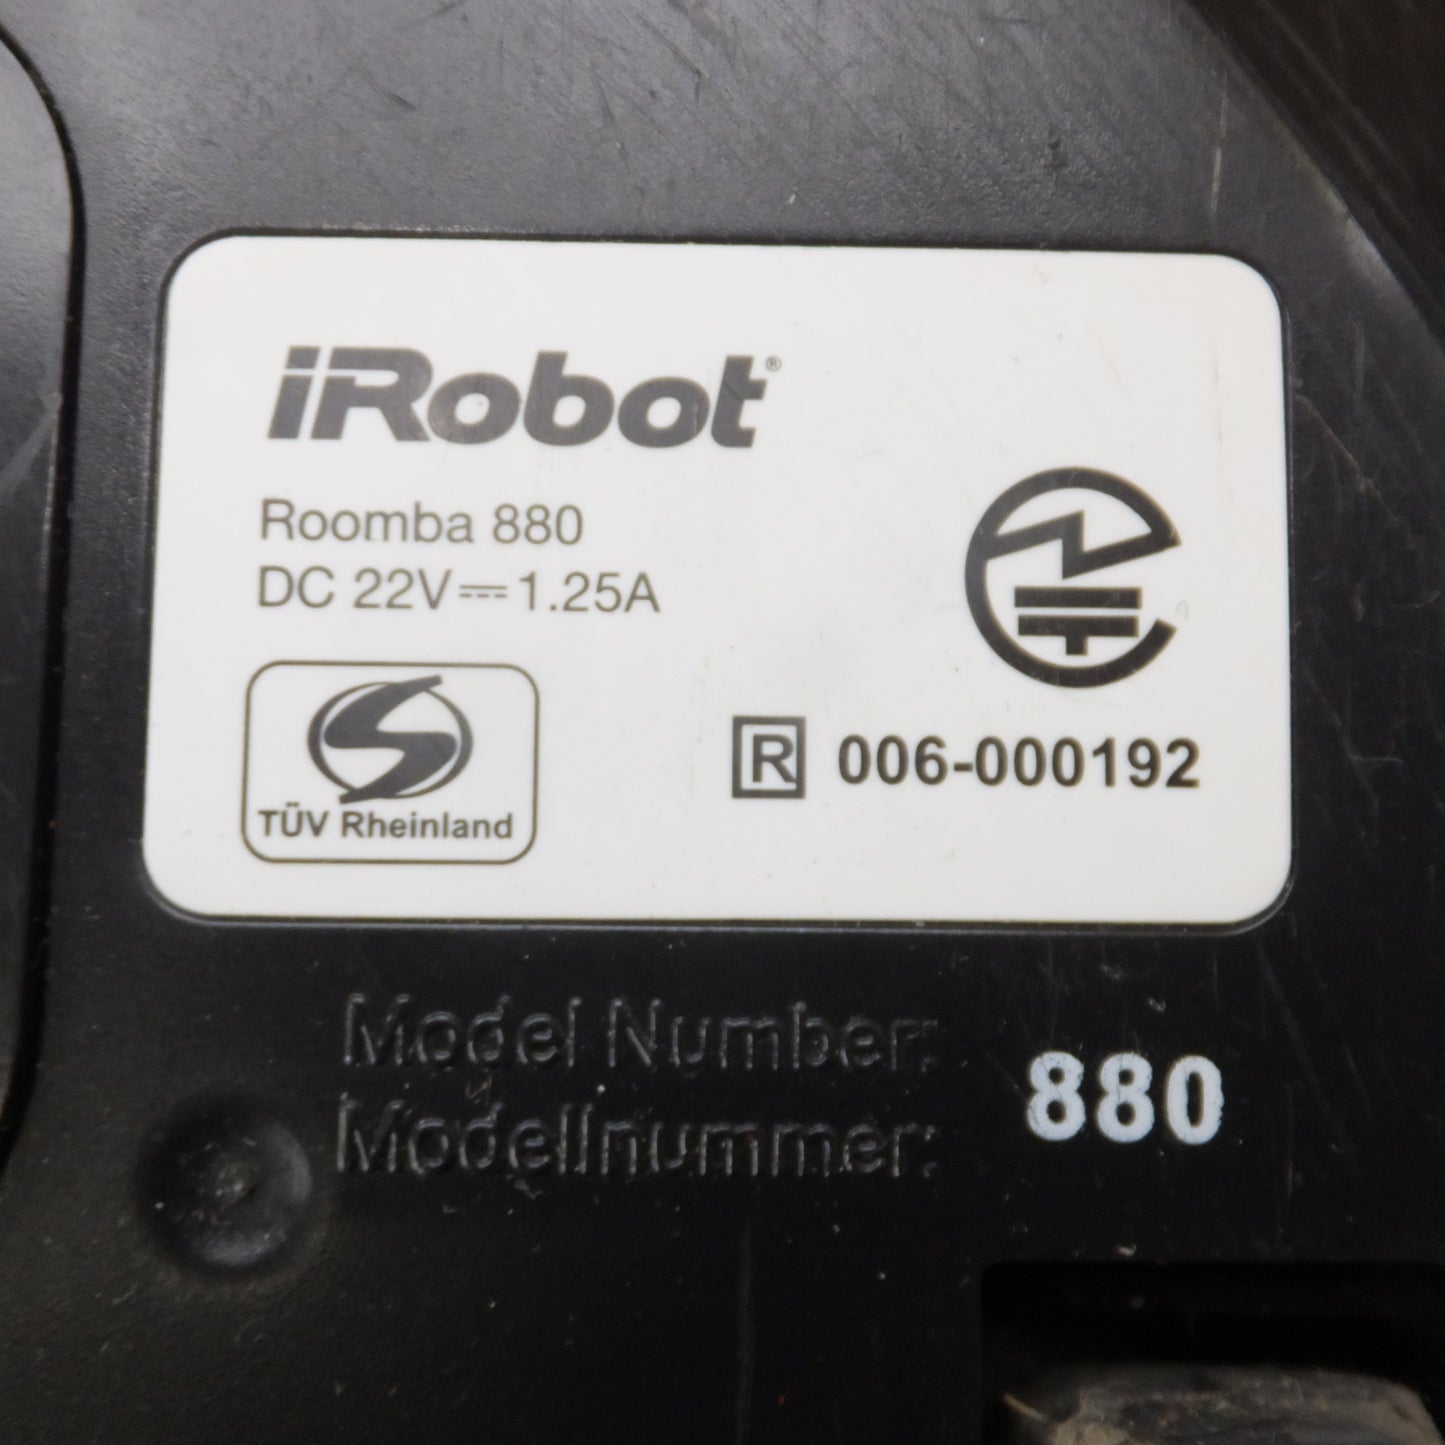 iRobot®
Roomba 880
DC 22V⎓1.25A
TÜV Rheinland
R 006-000192
Model Number:
Modellnummer:
880